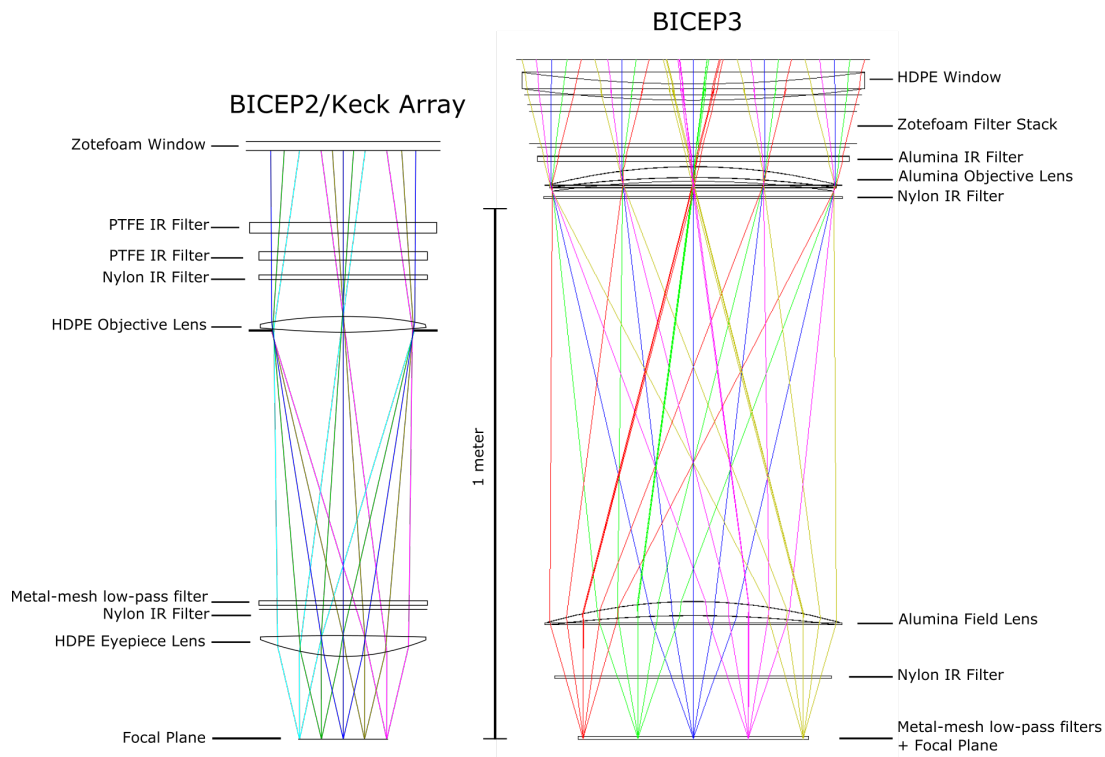 BICEP3
BICEP2/Keck Array
Zotefoam Window
PTFE IR Filter
PTFE IR Filter
Nylon IR Filter
HDPE Objective Lens
Metal-mesh low-pass filter
Nylon IR Filter
HDPE Eyepiece Lens
Focal Plane
1 meter
HDPE Window
Zotefoam Filter Stack
Alumina IR Filter
Alumina Objective Lens
Nylon IR Filter
Alumina Field Lens
Nylon IR Filter
Metal-mesh low-pass filters
+ Focal Plane